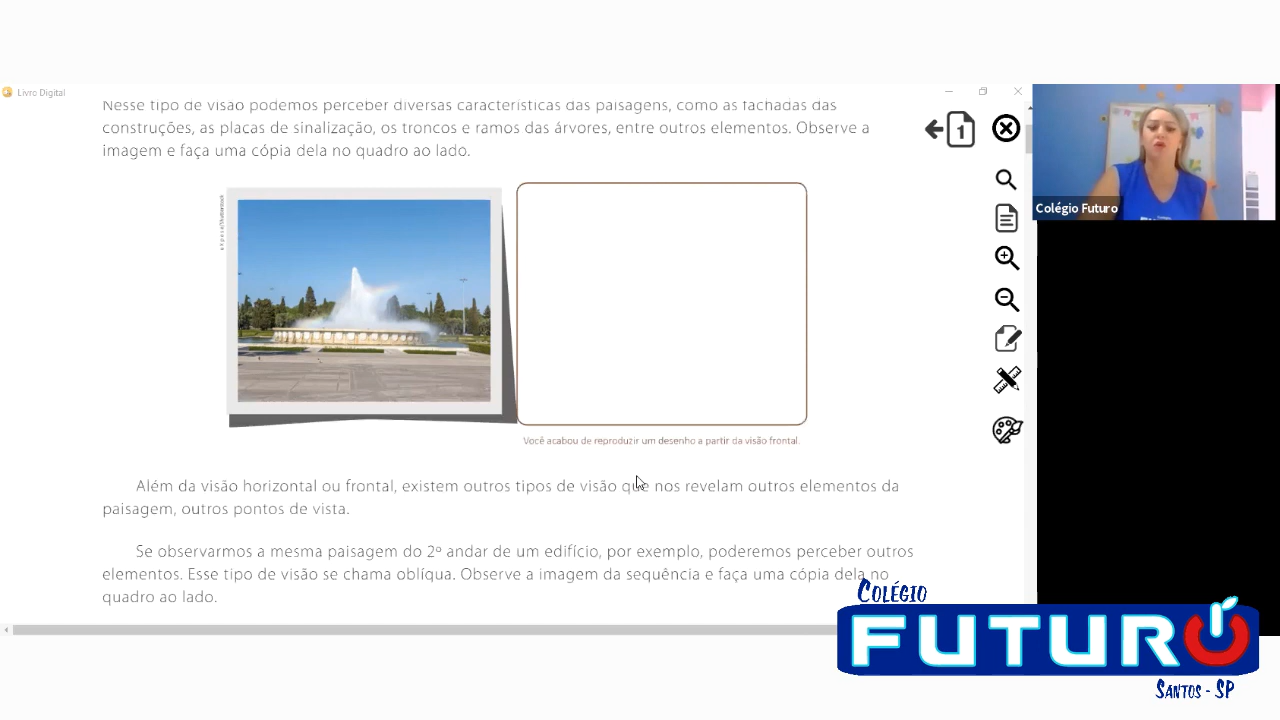 Livro Digital
Nesse tipo de visão podemos perceber diversas características das paisagens, como as fachadas das
construções, as placas de sinalização, os troncos e ramos das árvores, entre outros elementos. Observe a
imagem e faça uma cópia dela no quadro ao lado.
1
Colégio Futuro
Você acabou de reproduzir um desenho a partir da visão frontal.
Além da visão horizontal ou frontal, existem outros tipos de visão que nos revelam outros elementos da
paisagem, outros pontos de vista.
Se observarmos a mesma paisagem do 2º andar de um edifício, por exemplo, poderemos perceber outros
elementos. Esse tipo de visão se chama oblíqua. Observe a imagem da sequência e faça uma cópia dela no
quadro ao lado.
COLÉGIO
FUTURO
SANTOS - SP